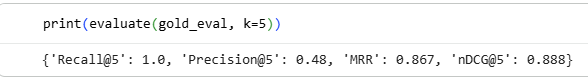 print(evaluate(gold_eval, k=5))
{'Recall@5': 1.0, 'Precision@5': 0.48, 'MRR': 0.867, 'nDCG@5': 0.888}